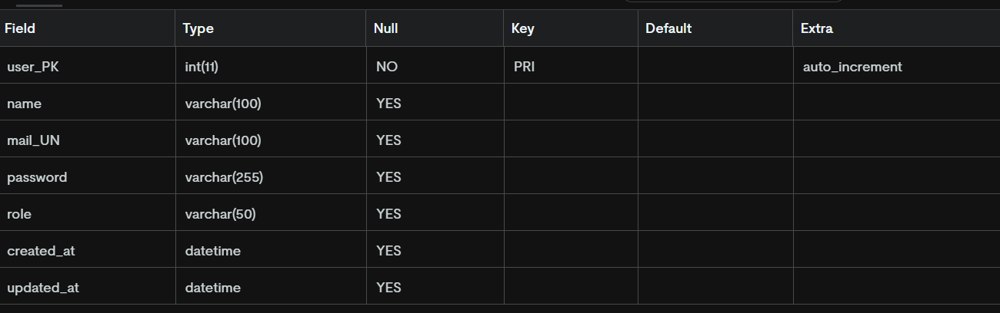 Field Type Null Key Default Extra
user_PK int(11) NO PRI auto_increment
name varchar(100) YES
mail_UN varchar(100) YES
password varchar(255) YES
role varchar(50) YES
created_at datetime YES
updated_at datetime YES